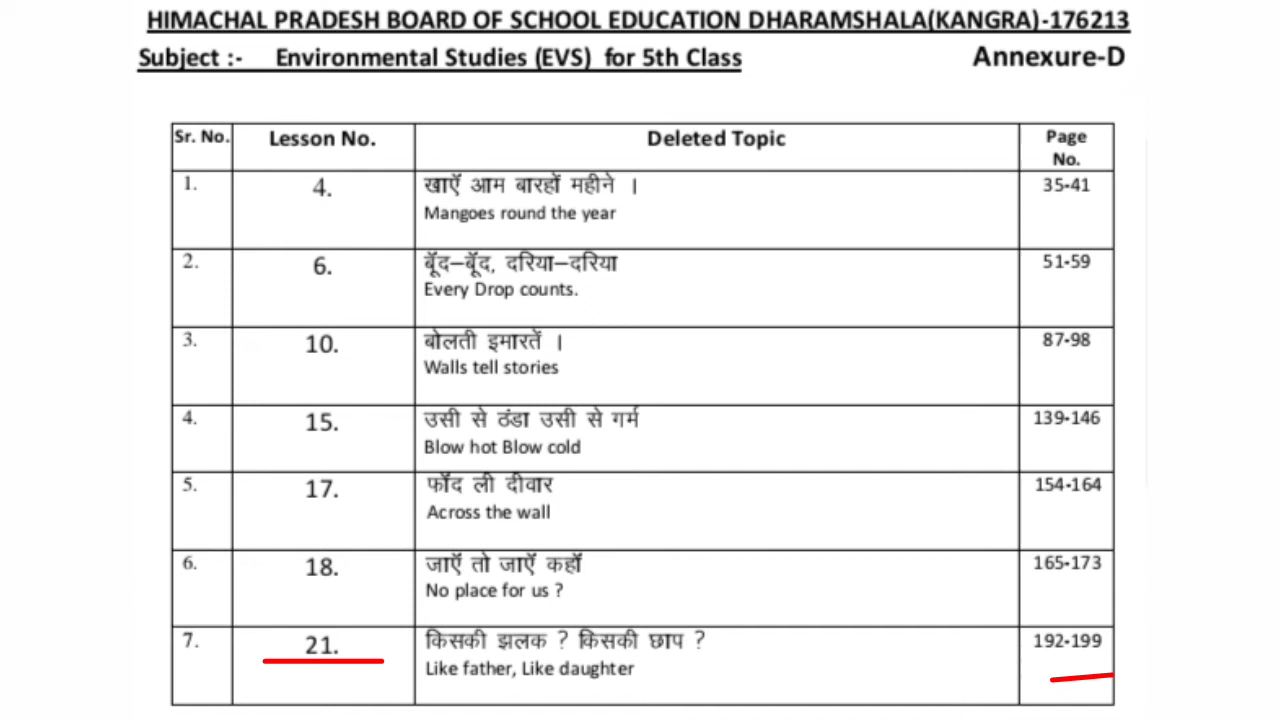 HIMACHAL PRADESH BOARD OF SCHOOL EDUCATION DHARAMSHALA(KANGRA)-176213
Subject :- Environmental Studies (EVS) for 5th Class Annexure-D
Sr. No. Lesson No. Deleted Topic Page No.
1. 4. खाएँ आम बारहों महीने । 35-41
Mangoes round the year
2. 6. बूँद–बूँद, दरिया–दरिया 51-59
Every Drop counts.
3. 10. बोलती इमारतें । 87-98
Walls tell stories
4. 15. उसी से ठंडा उसी से गर्म 139-146
Blow hot Blow cold
5. 17. फाँद ली दीवार 154-164
Across the wall
6. 18. जाएँ तो जाएँ कहाँ 165-173
No place for us ?
7. 21. किसकी झलक ? किसकी छाप ? 192-199
Like father, Like daughter